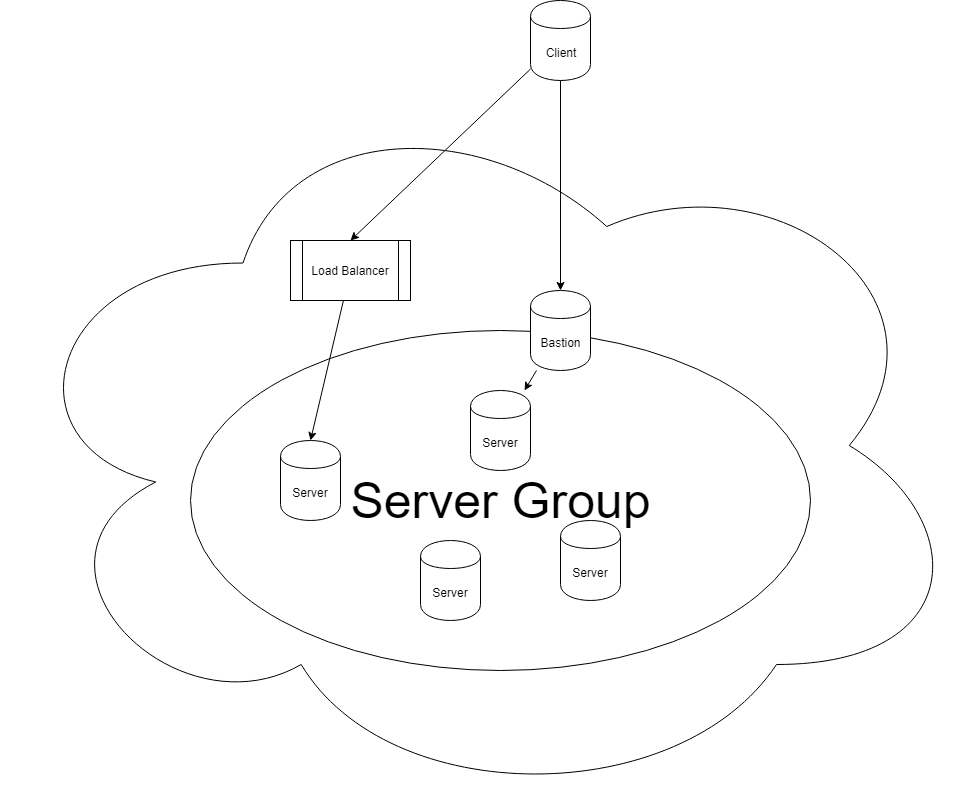 Client
Load Balancer
Bastion
Server
Server
Server Group
Server
Server